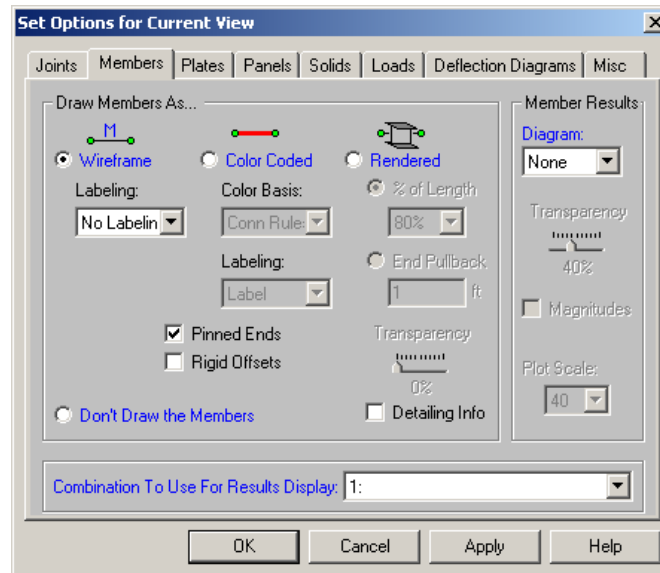 Set Options for Current View
Joints Members Plates Panels Solids Loads Deflection Diagrams Misc
Draw Members As... Member Results
M
Wireframe Color Coded Rendered Diagram:
None
Labeling: Color Basis: % of Length
No Labelin Conn Rule: 80% Transparency
40%
Labeling: End Pullback
Label 1 ft Magnitudes
Pinned Ends Transparency
Rigid Offsets Plot Scale:
0% 40
Don't Draw the Members Detailing Info
Combination To Use For Results Display: 1:
OK Cancel Apply Help